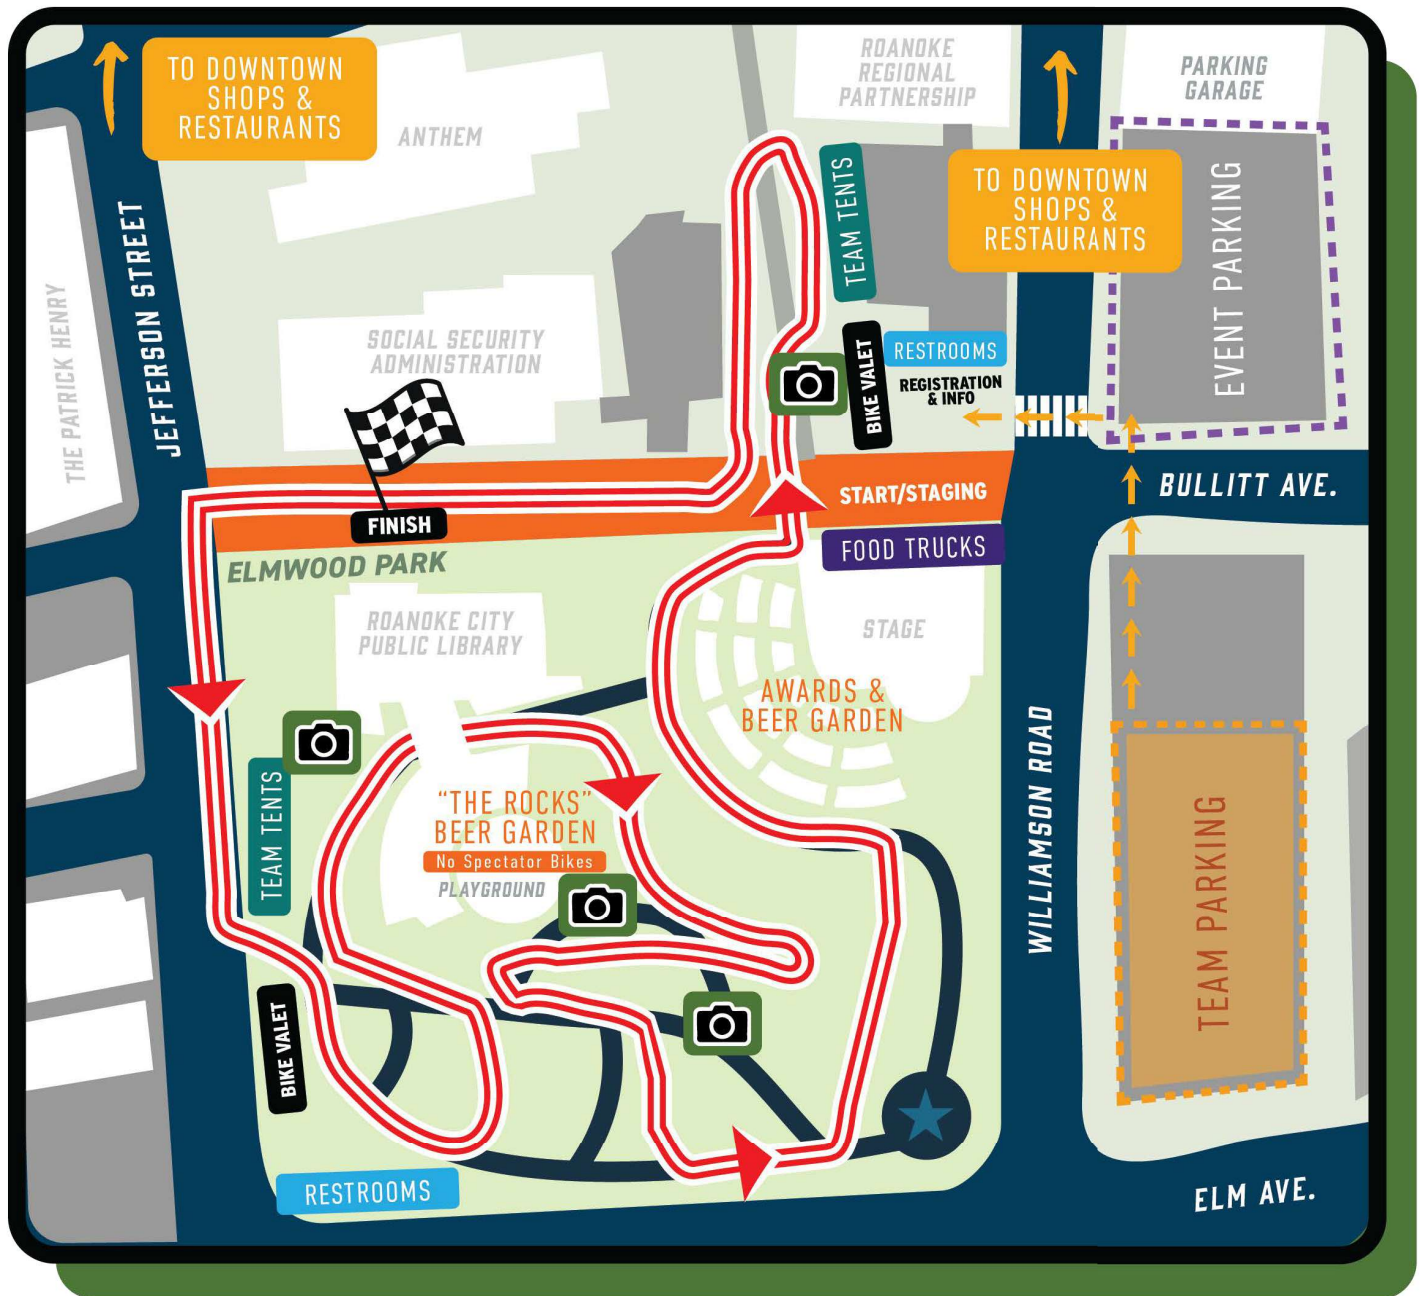 TO DOWNTOWN
SHOPS &
RESTAURANTS
ANTHEM
ROANOKE
REGIONAL
PARTNERSHIP
PARKING
GARAGE
TO DOWNTOWN
SHOPS &
RESTAURANTS
TEAM TENTS
EVENT PARKING
JEFFERSON STREET
THE PATRICK HENRY
SOCIAL SECURITY
ADMINISTRATION
BIKE VALET
RESTROOMS
REGISTRATION
& INFO
START/STAGING
BULLITT AVE.
FINISH
FOOD TRUCKS
ELMWOOD PARK
ROANOKE CITY
PUBLIC LIBRARY
STAGE
AWARDS &
BEER GARDEN
WILLIAMSON ROAD
TEAM PARKING
TEAM TENTS
"THE ROCKS"
BEER GARDEN
No Spectator Bikes
PLAYGROUND
BIKE VALET
RESTROOMS
ELM AVE.